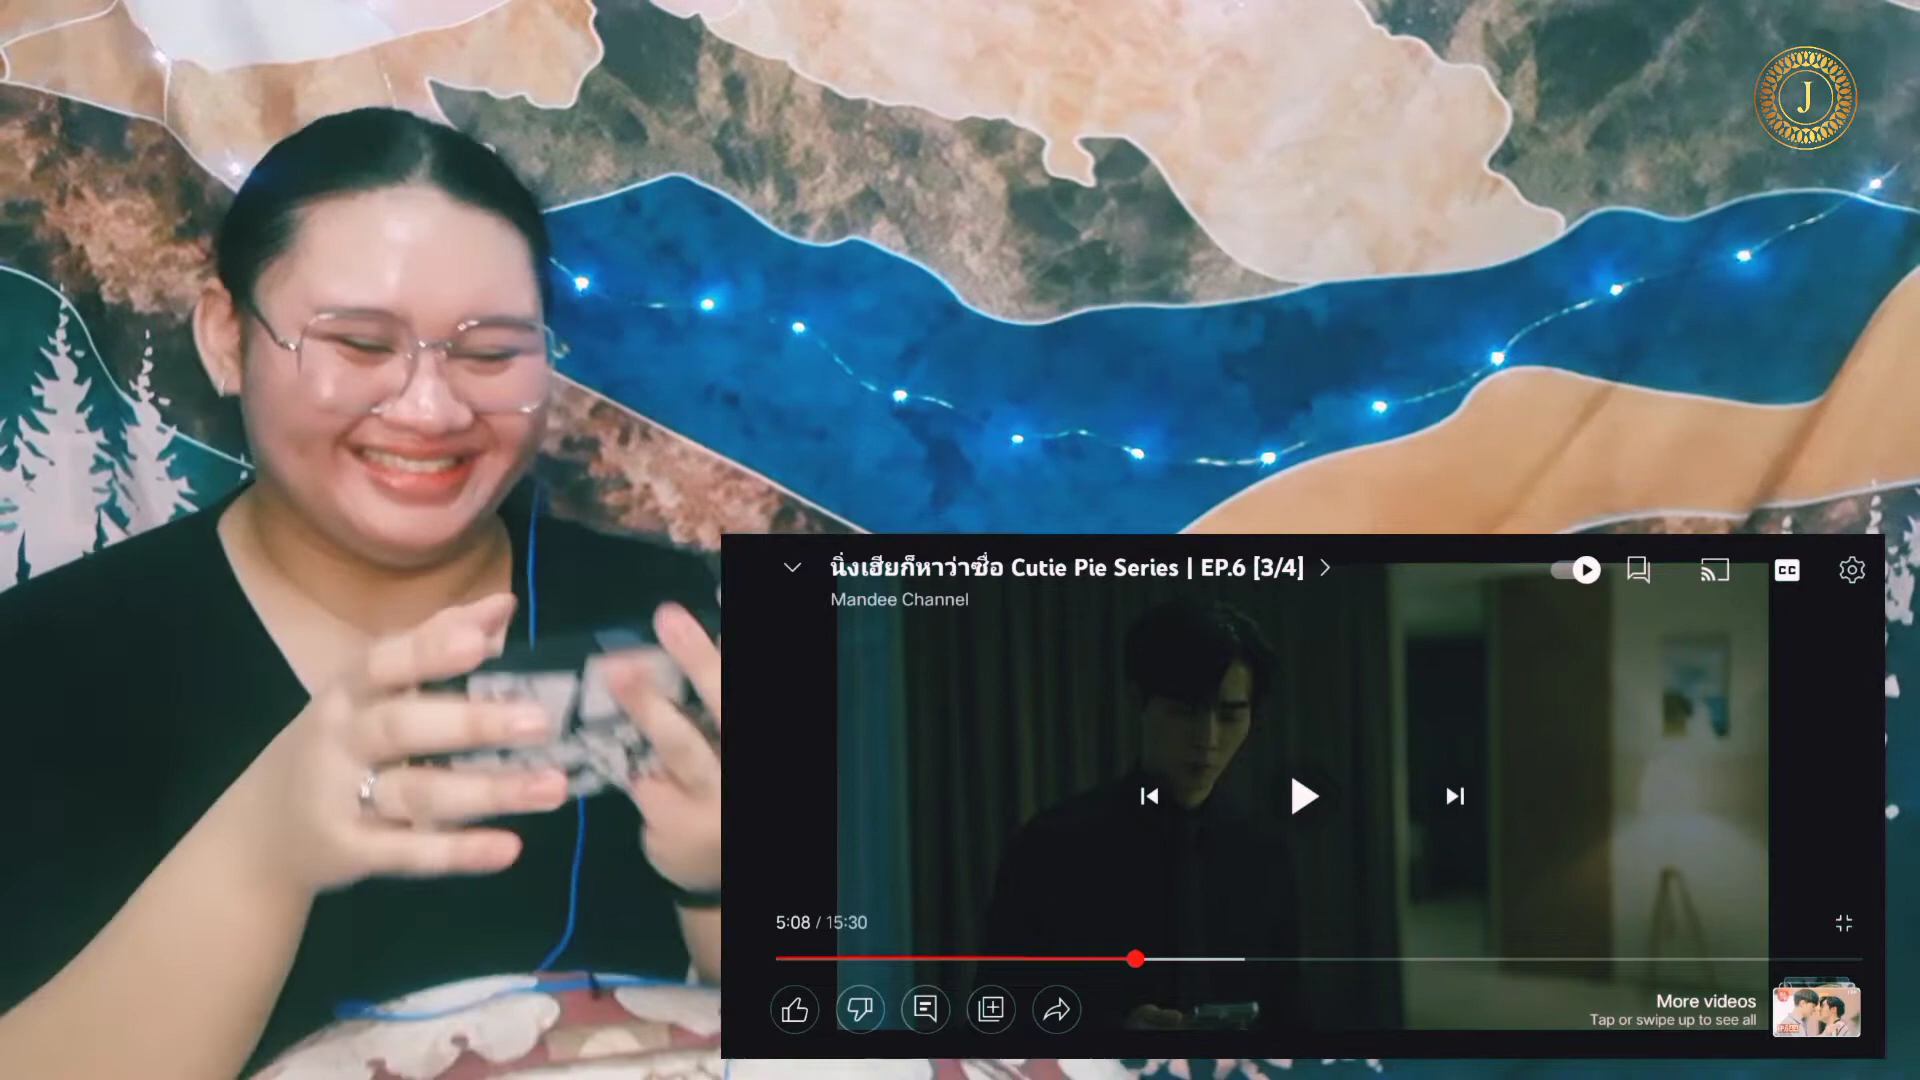 J
นิ่งเฮียก็หาว่าซื่อ Cutie Pie Series | EP.6 [3/4]
Mandee Channel
CC
5:08 / 15:30
More videos
Tap or swipe up to see all